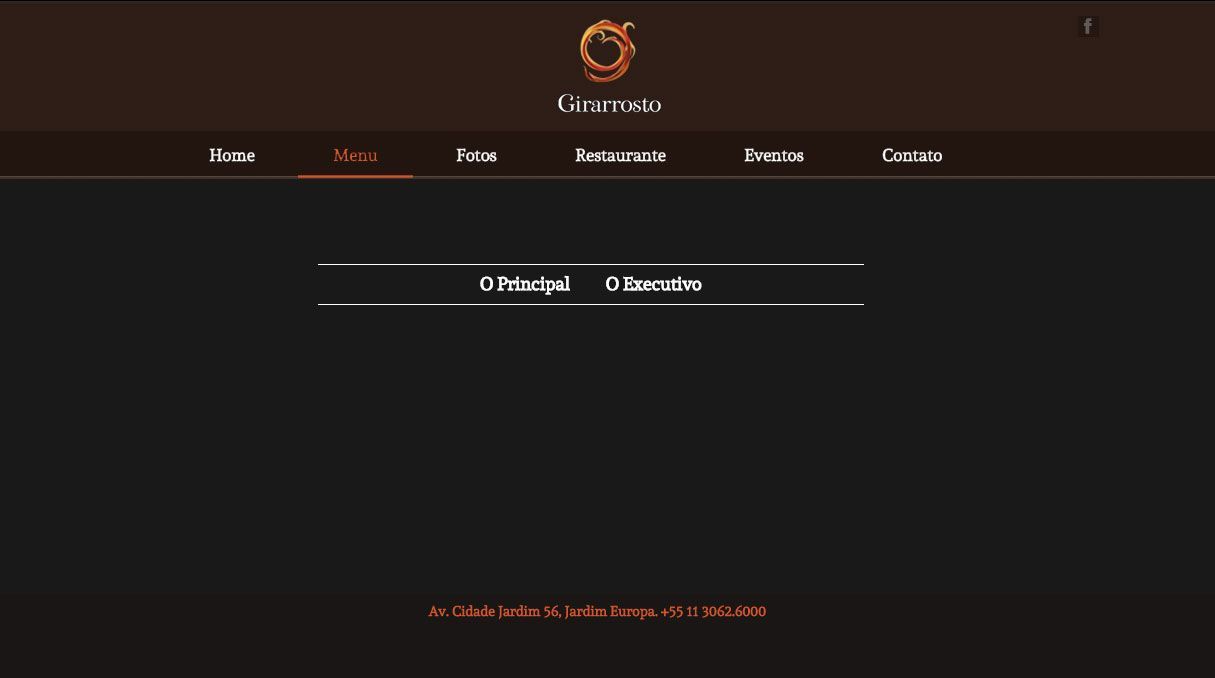 Girarrosto
Home Menu Fotos Restaurante Eventos Contato
O Principal O Executivo
Av. Cidade Jardim 56, Jardim Europa. +55 11 3062.6000